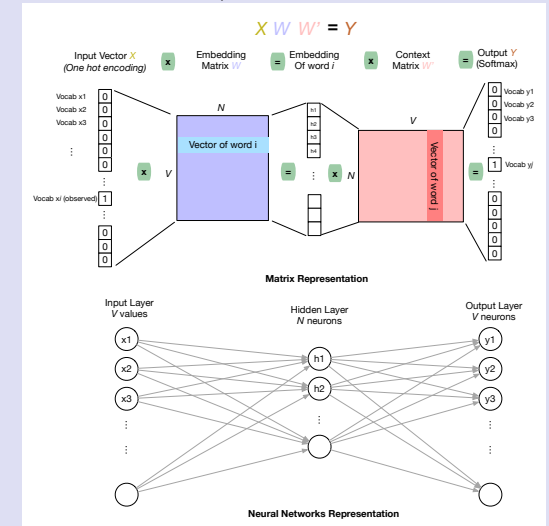 X W W' = Y
Input Vector X
(One hot encoding)
x
Embedding
Matrix W
=
Embedding
Of word i
x
Context
Matrix W'
=
Output Y
(Softmax)
Vocab x1
Vocab x2
Vocab x3
⋮
Vocab xi (observed)
0
0
0
0
0
0
⋮
1
⋮
0
0
0
x
N
V
Vector of word i
=
h1
h2
h3
h4
⋮
x
V
N
Vector of word j
=
0
0
0
0
⋮
1
⋮
0
0
0
0
0
Vocab y1
Vocab y2
Vocab y3
⋮
Vocab yj
Matrix Representation
Input Layer
V values
Hidden Layer
N neurons
Output Layer
V neurons
x1
x2
x3
⋮
h1
h2
⋮
y1
y2
y3
⋮
Neural Networks Representation